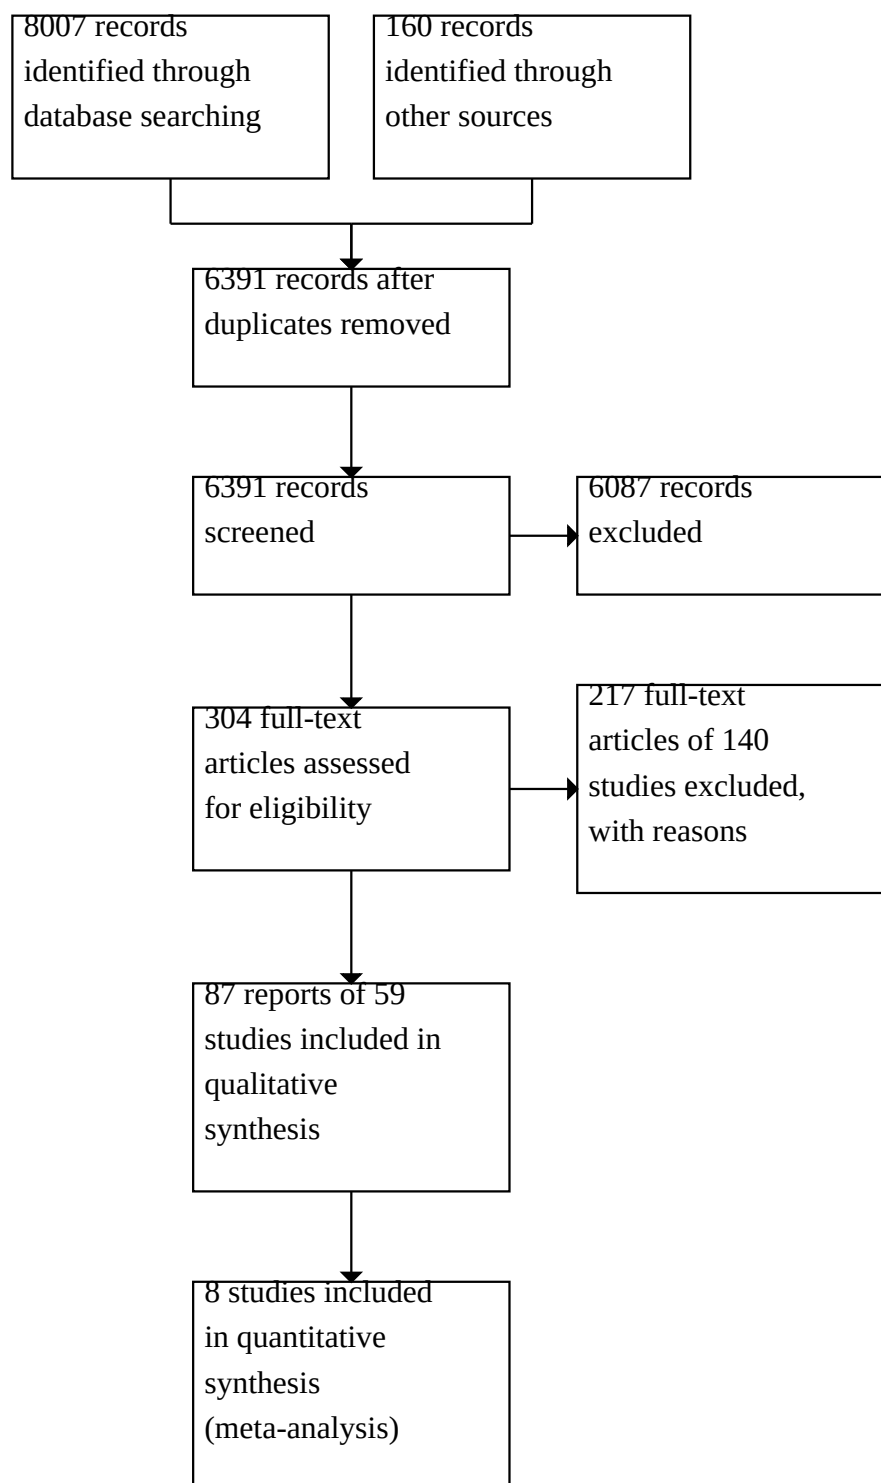 8007 records
identified through
database searching
160 records
identified through
other sources
6391 records after
duplicates removed
6391 records
screened
6087 records
excluded
304 full-text
articles assessed
for eligibility
217 full-text
articles of 140
studies excluded,
with reasons
87 reports of 59
studies included in
qualitative
synthesis
8 studies included
in quantitative
synthesis
(meta-analysis)